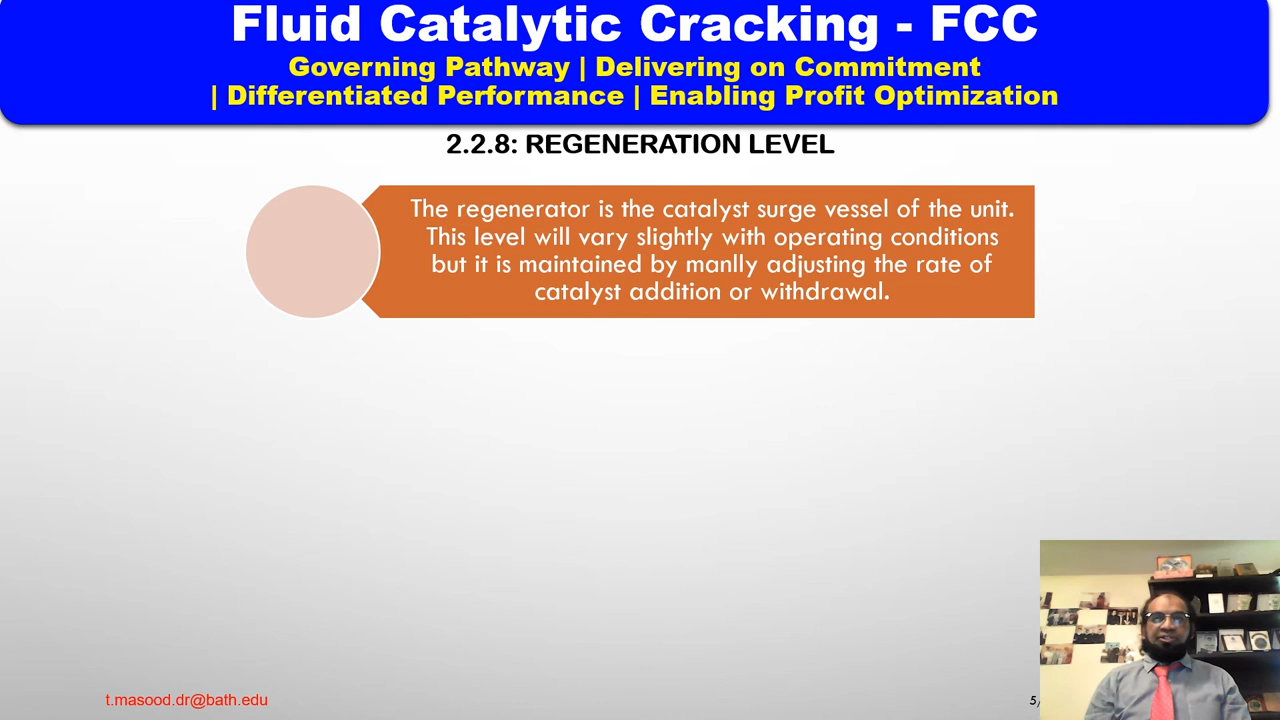 Fluid Catalytic Cracking - FCC
Governing Pathway | Delivering on Commitment
| Differentiated Performance | Enabling Profit Optimization
2.2.8: REGENERATION LEVEL
The regenerator is the catalyst surge vessel of the unit.
This level will vary slightly with operating conditions
but it is maintained by manlly adjusting the rate of
catalyst addition or withdrawal.
t.masood.dr@bath.edu
5/